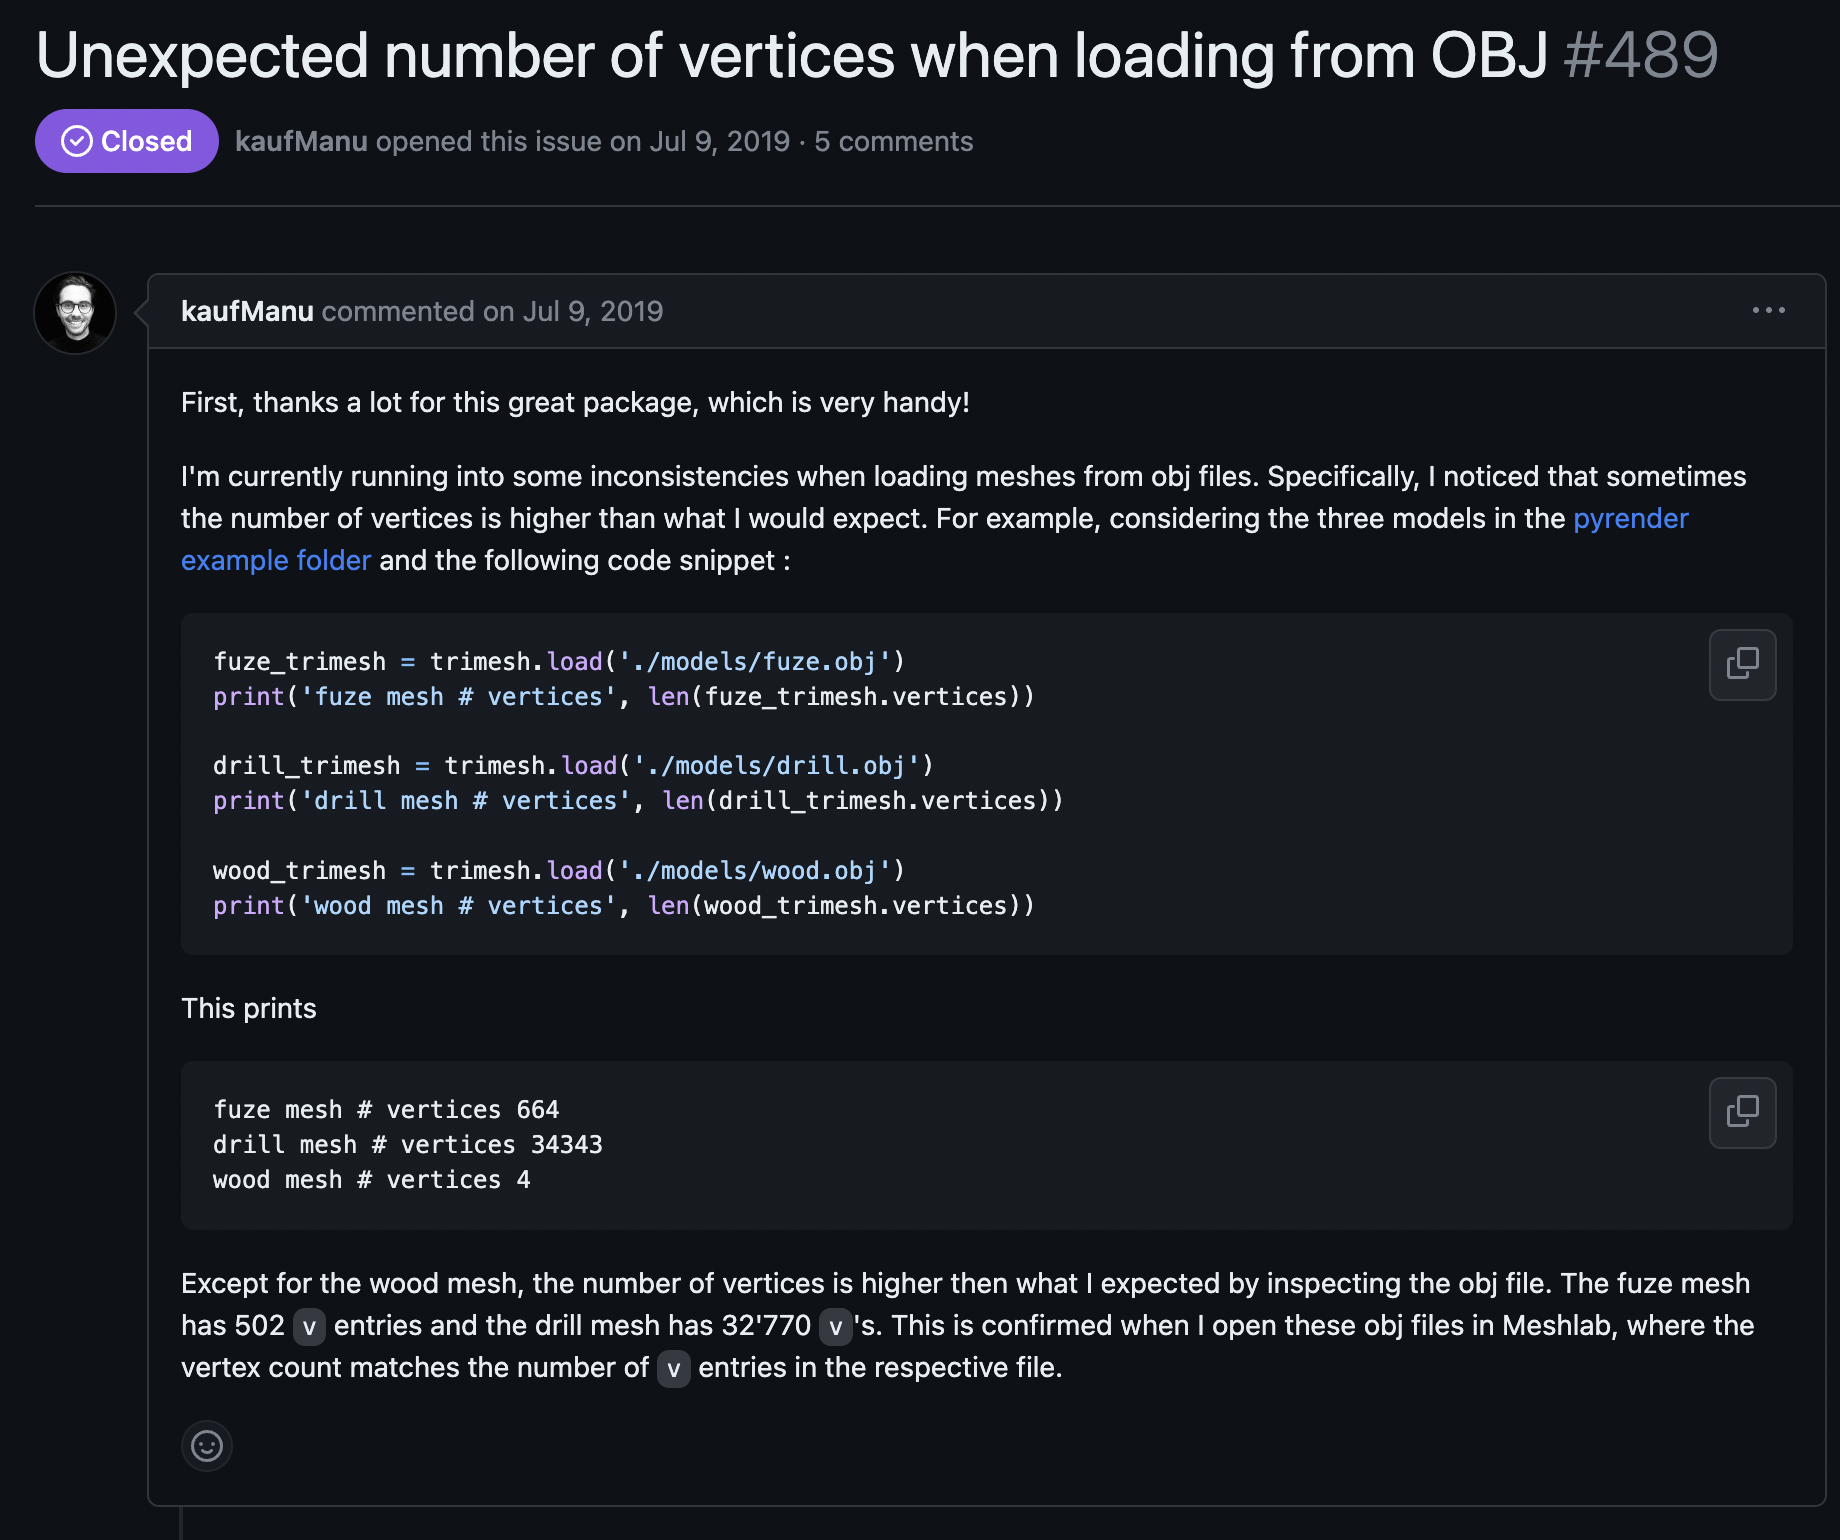 Unexpected number of vertices when loading from OBJ #489
Closed kaufManu opened this issue on Jul 9, 2019 · 5 comments
kaufManu commented on Jul 9, 2019
First, thanks a lot for this great package, which is very handy!
I'm currently running into some inconsistencies when loading meshes from obj files. Specifically, I noticed that sometimes
the number of vertices is higher than what I would expect. For example, considering the three models in the pyrender
example folder and the following code snippet :
fuze_trimesh = trimesh.load('./models/fuze.obj')
print('fuze mesh # vertices', len(fuze_trimesh.vertices))
drill_trimesh = trimesh.load('./models/drill.obj')
print('drill mesh # vertices', len(drill_trimesh.vertices))
wood_trimesh = trimesh.load('./models/wood.obj')
print('wood mesh # vertices', len(wood_trimesh.vertices))
This prints
fuze mesh # vertices 664
drill mesh # vertices 34343
wood mesh # vertices 4
Except for the wood mesh, the number of vertices is higher then what I expected by inspecting the obj file. The fuze mesh
has 502 v entries and the drill mesh has 32'770 v 's. This is confirmed when I open these obj files in Meshlab, where the
vertex count matches the number of v entries in the respective file.